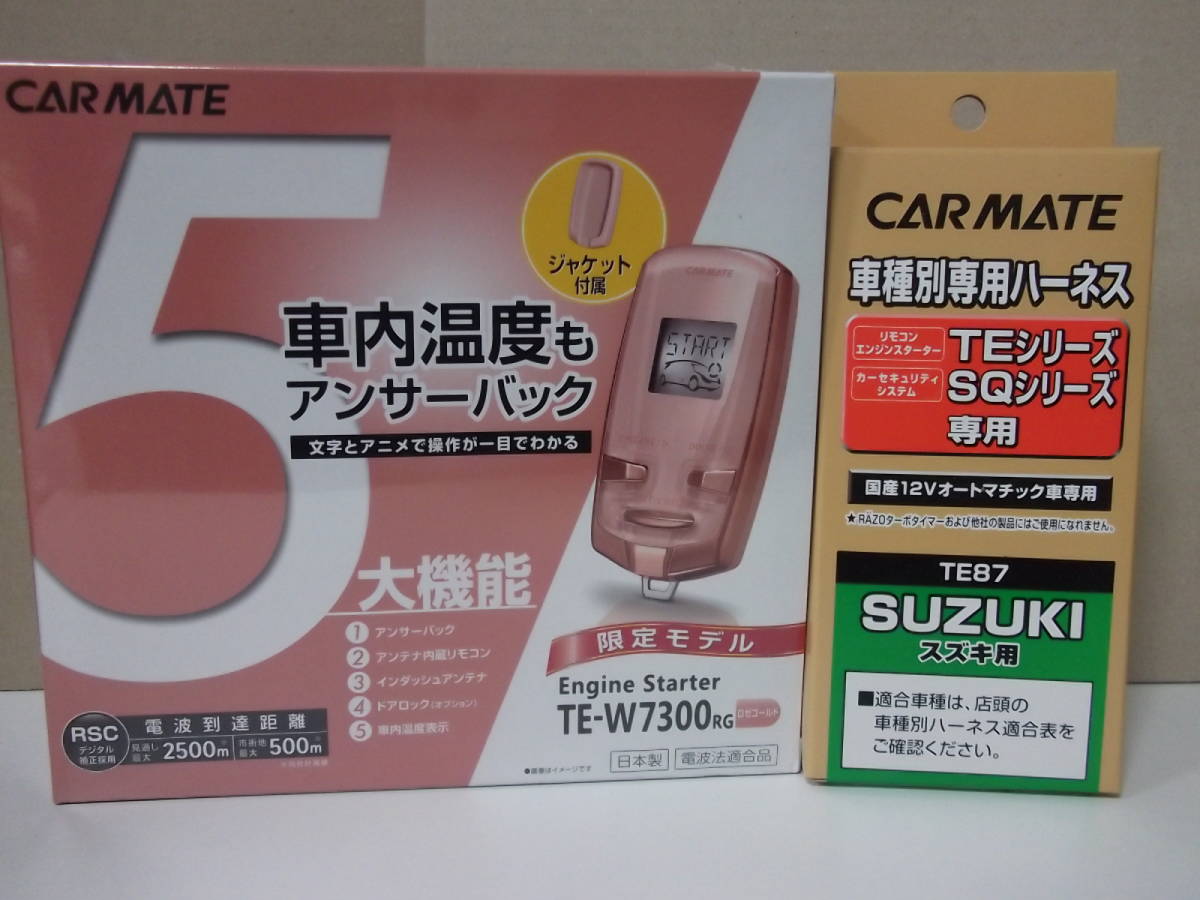 CARMATE
5
ジャケット
付属
CARMATE
START
車内温度も
アンサーバック
文字とアニメで操作が一目でわかる
大機能
1 アンサーバック
2 アンテナ内蔵リモコン
3 インダッシュアンテナ
4 ドアロック(オプション)
5 車内温度表示
限定モデル
Engine Starter
TE-W7300RG ロゼゴールド
RSC
デジタル
補正採用
電波到達距離
見通し最大 2500m 市街地最大 500m
●画像はイメージです
日本製 電波法適合品
CARMATE
車種別専用ハーネス
リモコン
エンジンスターター
TEシリーズ
カーセキュリティ
システム
SQシリーズ
専用
国産12Vオートマチック車専用
★RÄZOターボタイマーおよび他社の製品にはご使用になれません。
TE87
SUZUKI
スズキ用
■適合車種は、店頭の
車種別ハーネス適合表を
ご確認ください。